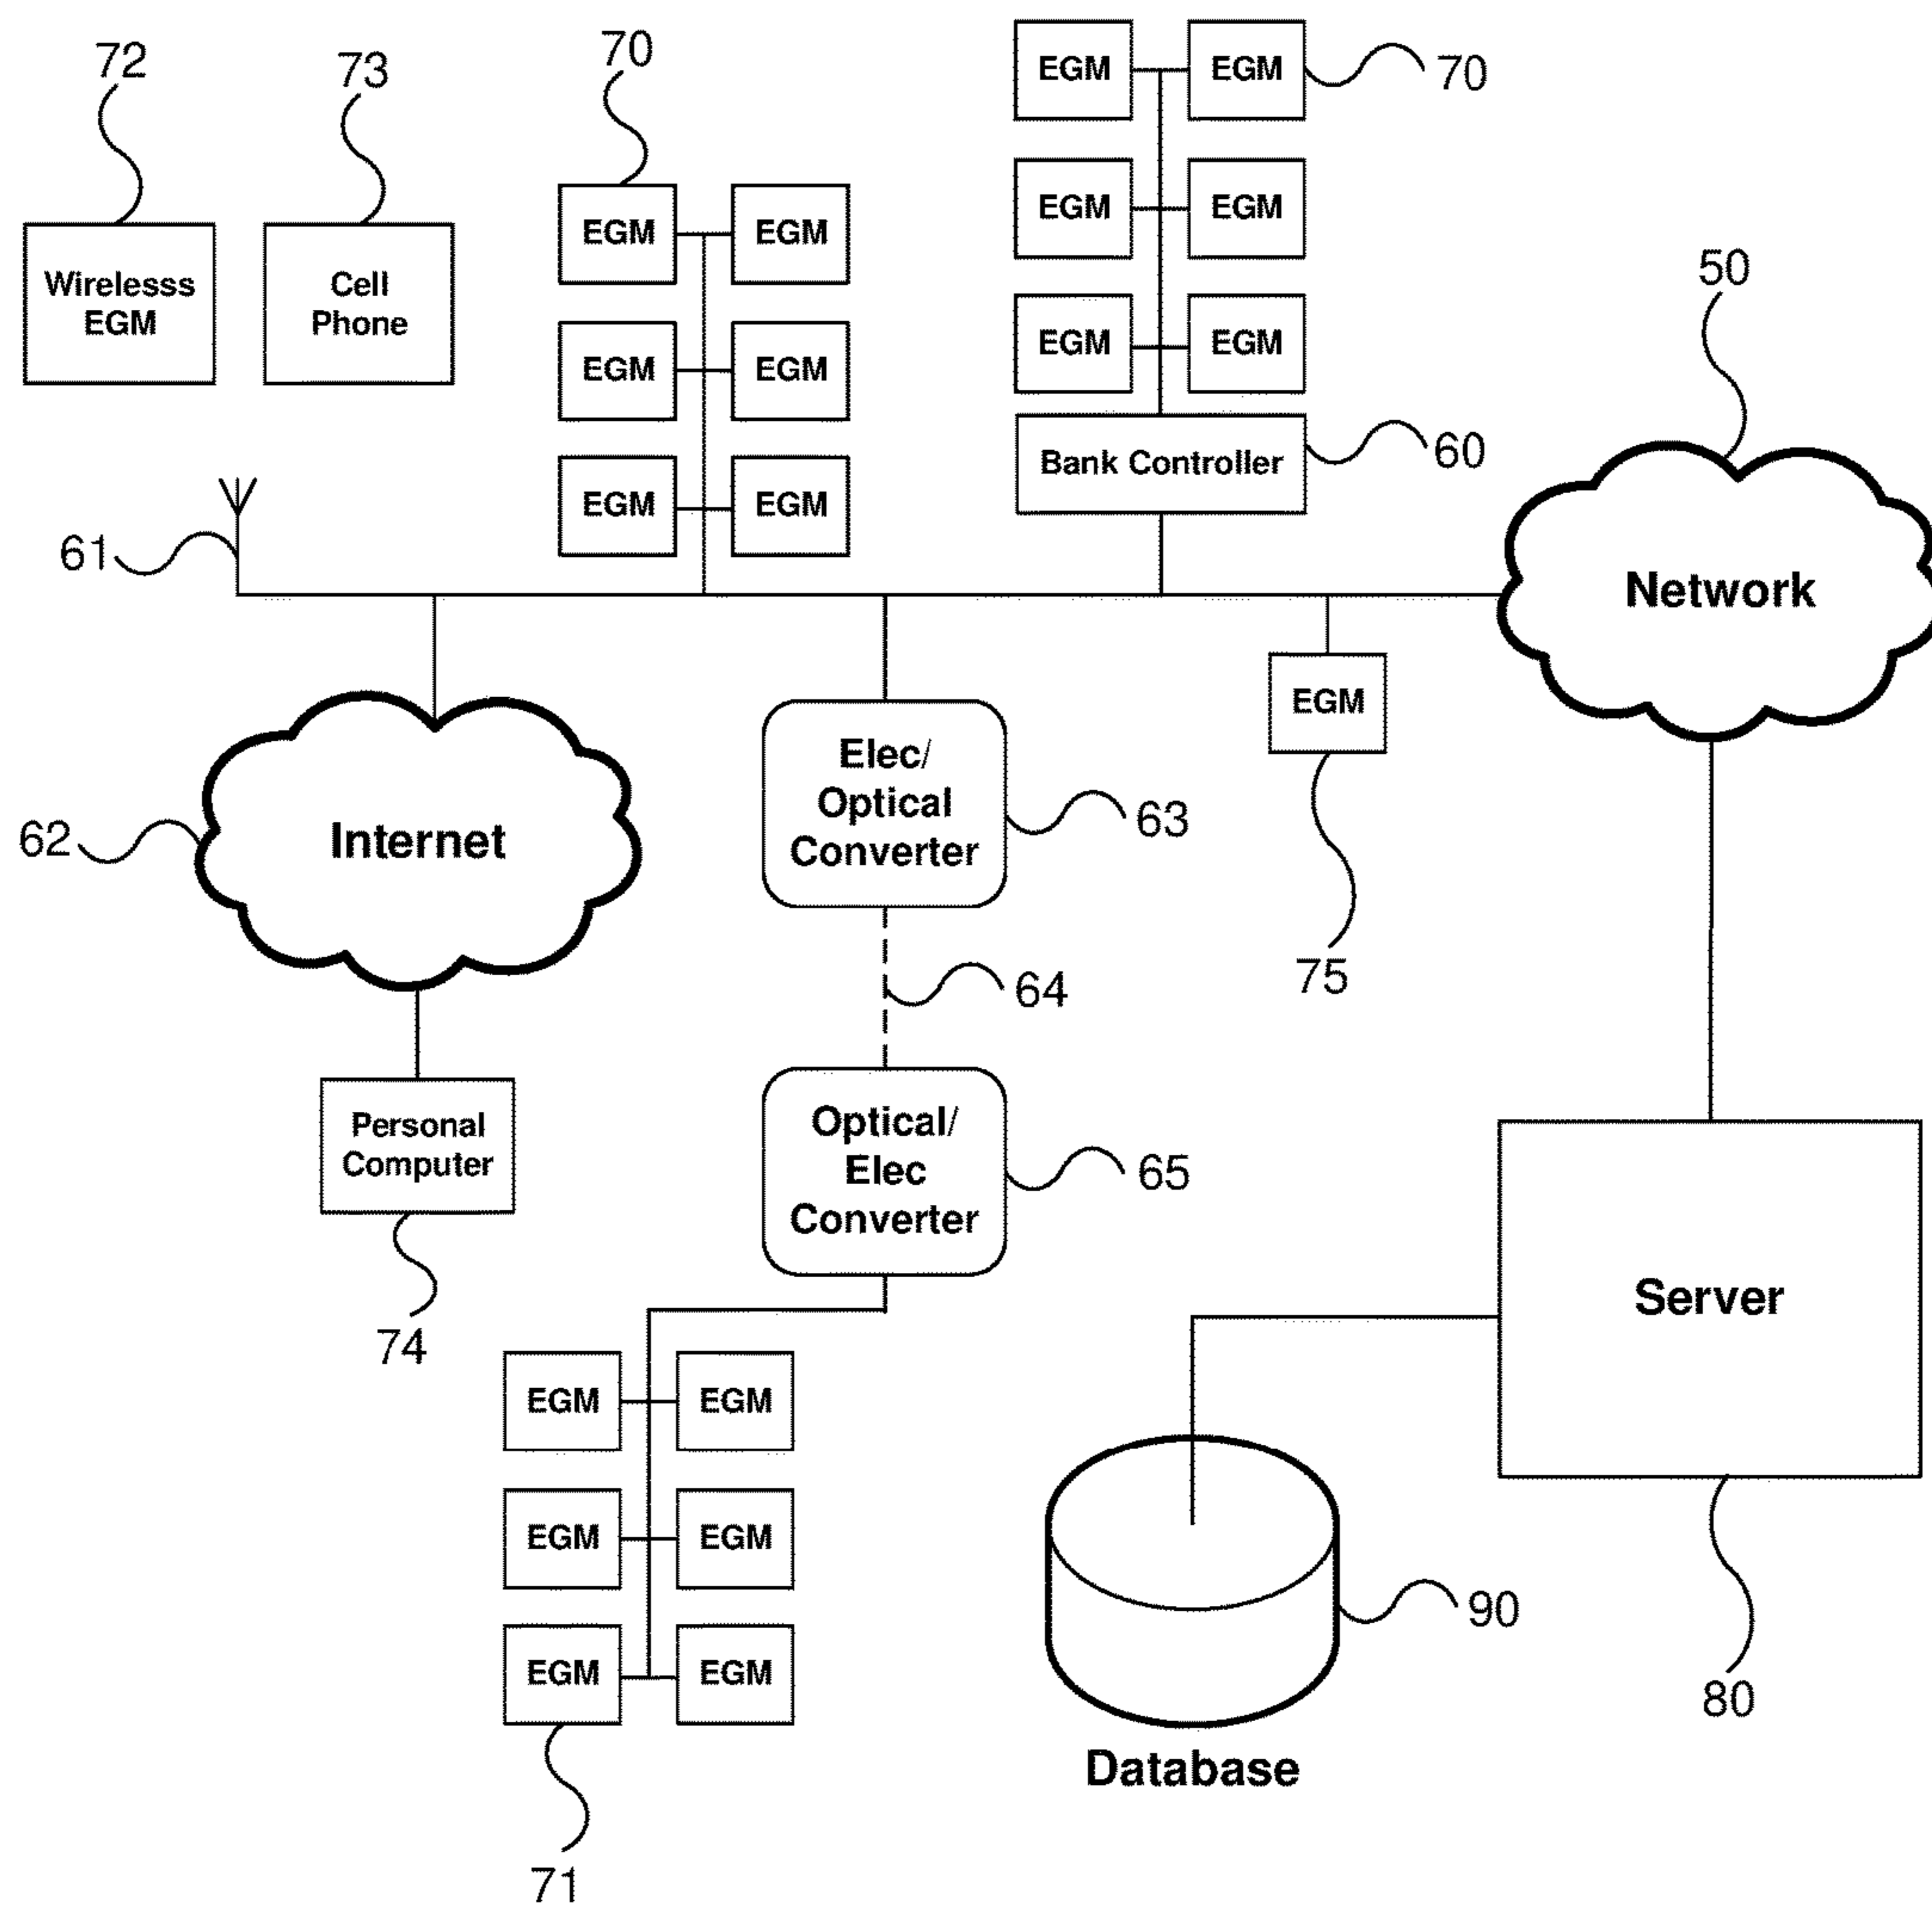 72
73
70
EGM
EGM
70
EGM
EGM
EGM
EGM
Bank Controller
60
Wirelesss
EGM
Cell
Phone
EGM
EGM
EGM
EGM
EGM
EGM
61
50
Network
62
Internet
Elec/
Optical
Converter
63
EGM
75
64
Personal
Computer
74
Optical/
Elec
Converter
65
EGM
EGM
EGM
EGM
EGM
EGM
71
Server
80
90
Database